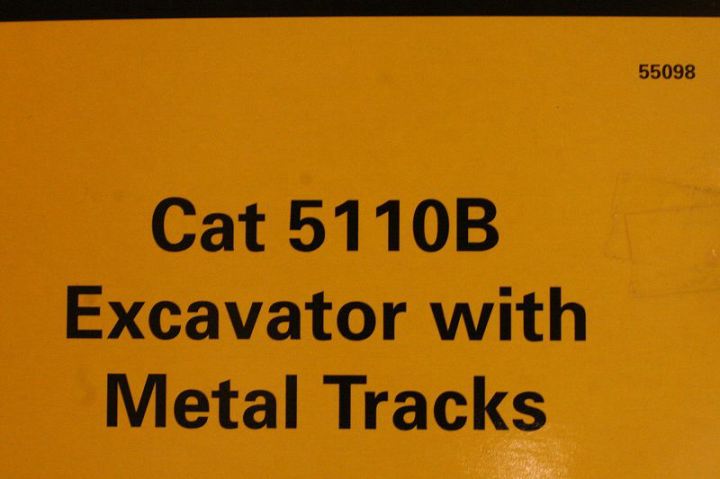 55098
Cat 5110B
Excavator with
Metal Tracks